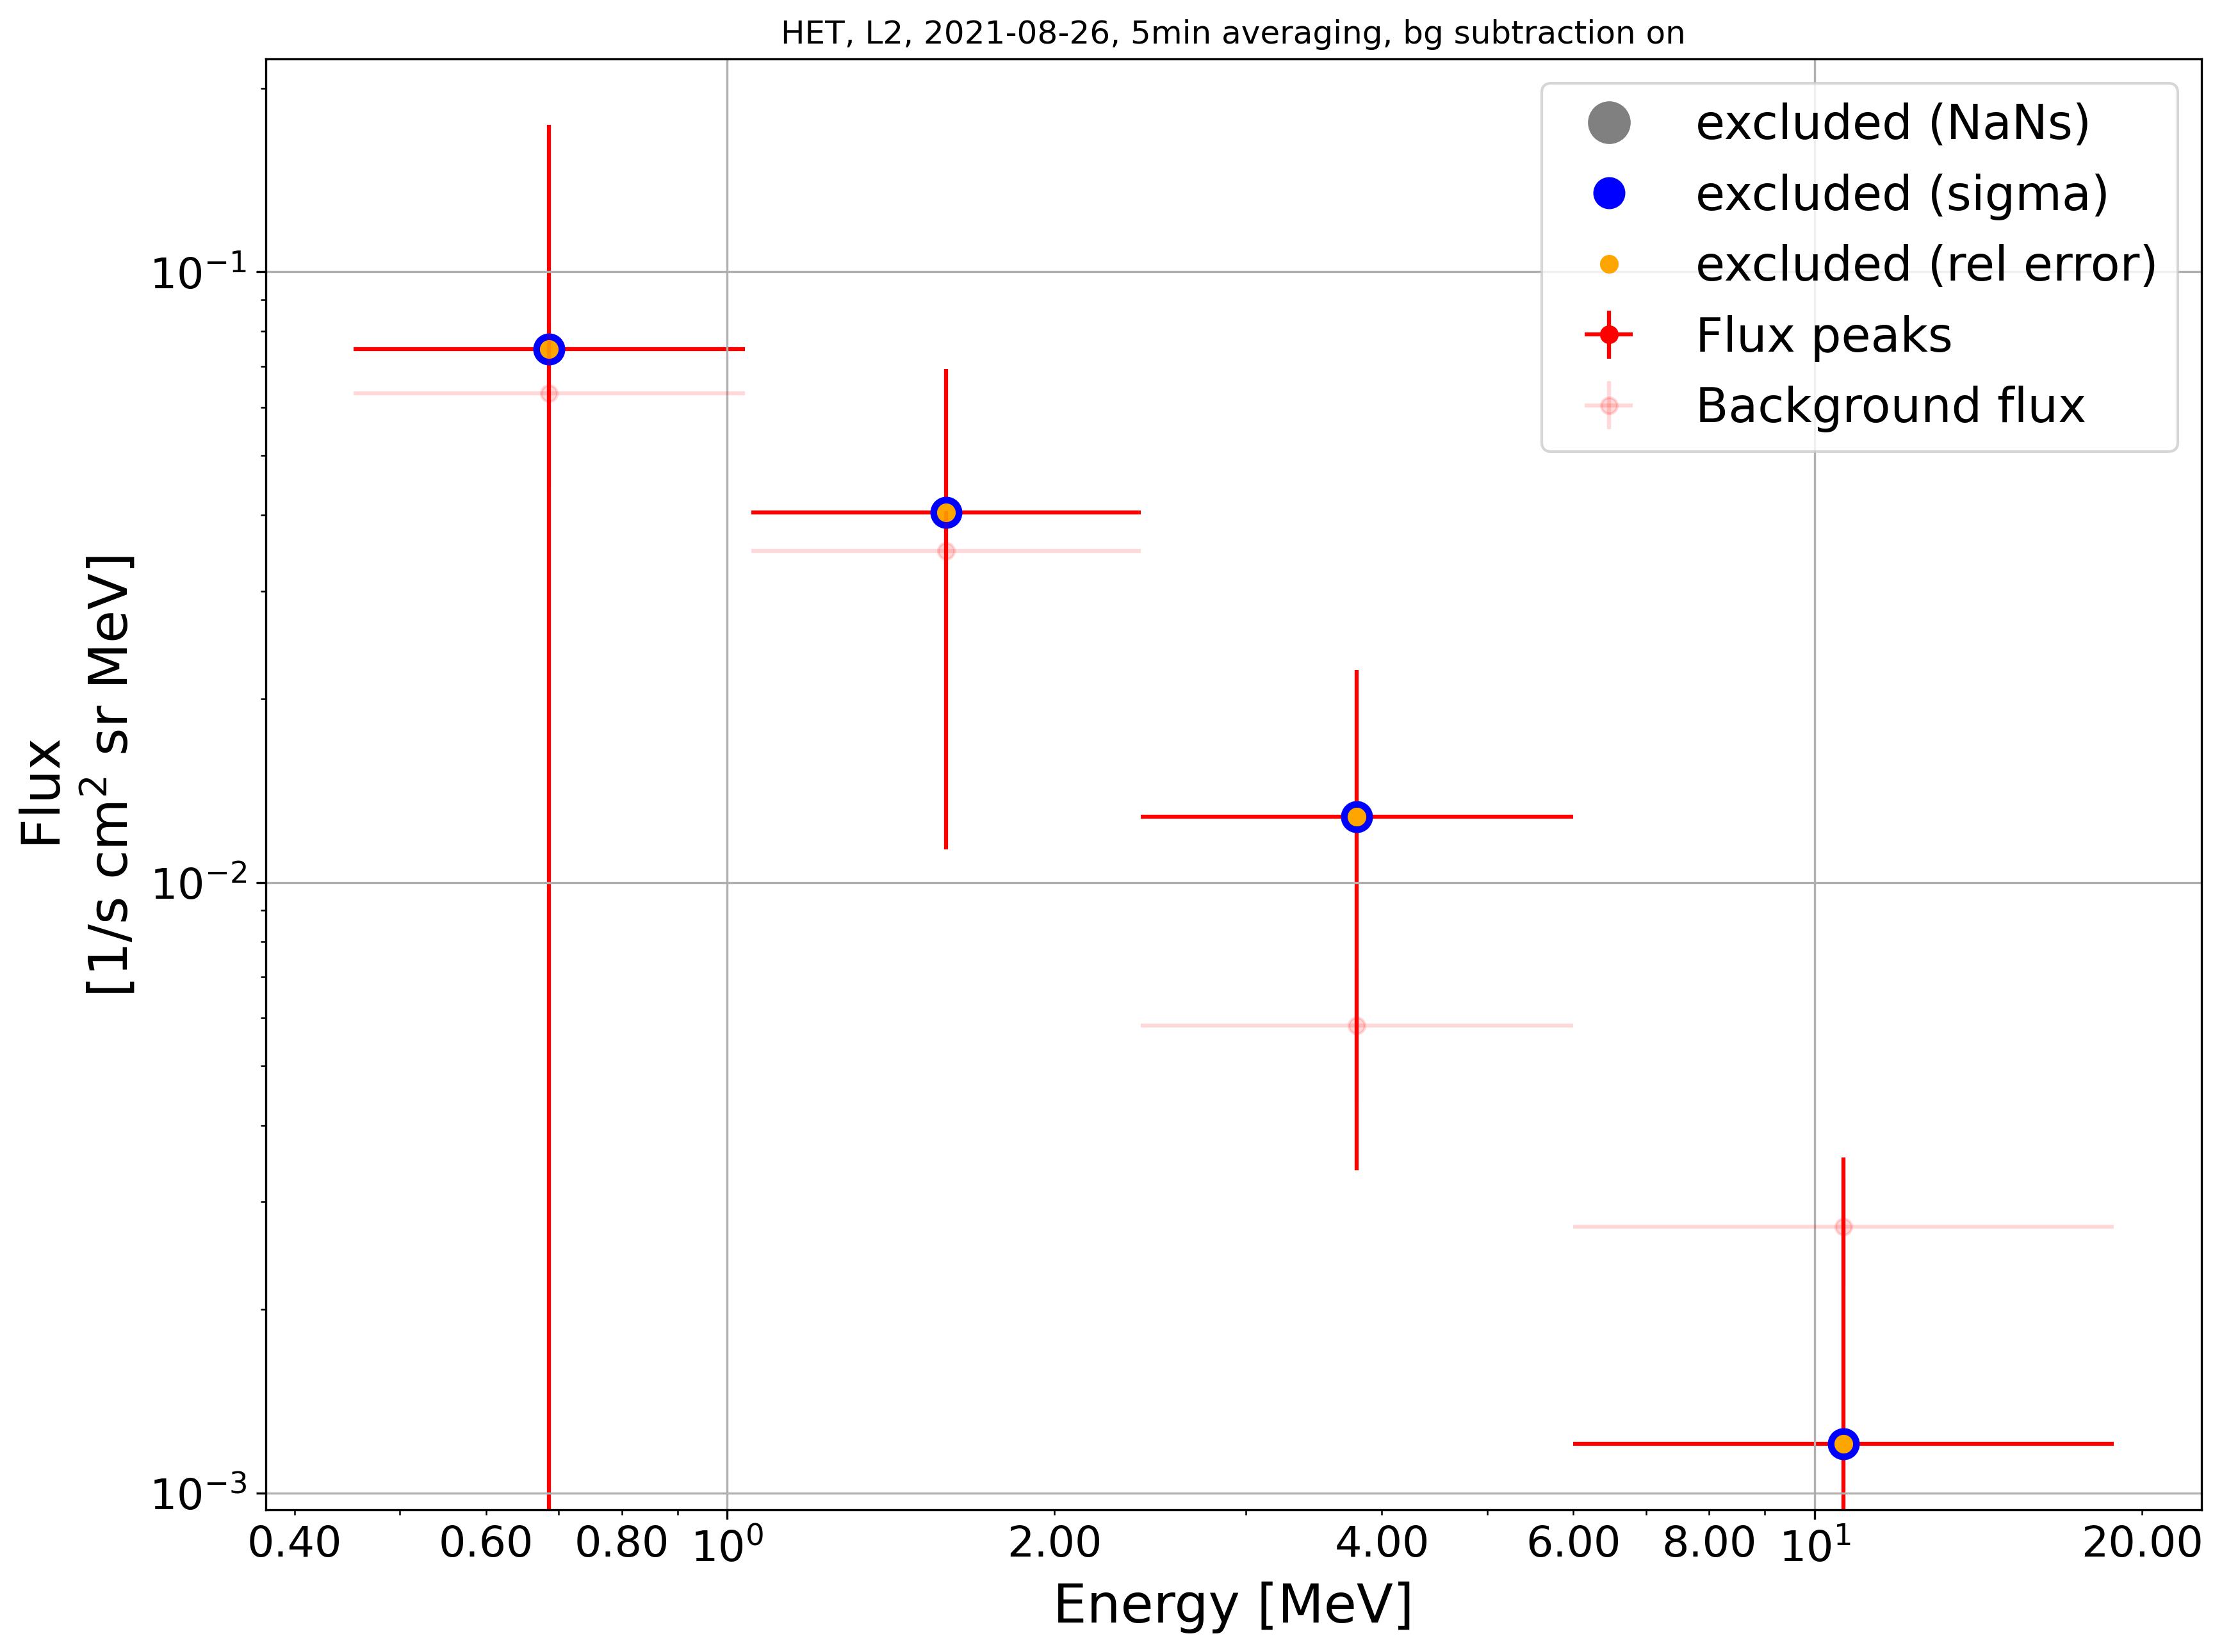 HET, L2, 2021-08-26, 5min averaging, bg subtraction on
excluded (NaNs)
excluded (sigma)
excluded (rel error)
Flux peaks
Background flux
Flux
[1/s cm² sr MeV]
10⁻¹
10⁻²
10⁻³
0.40 0.60 0.80 10⁰ 2.00 4.00 6.00 8.00 10¹ 20.00
Energy [MeV]